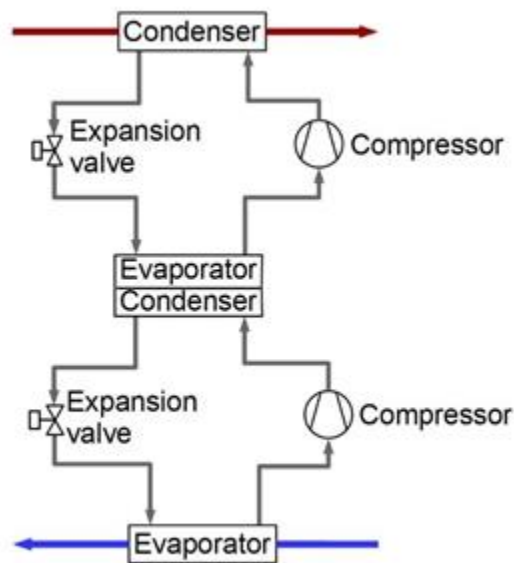 Condenser
Expansion
valve
Compressor
Evaporator
Condenser
Expansion
valve
Compressor
Evaporator